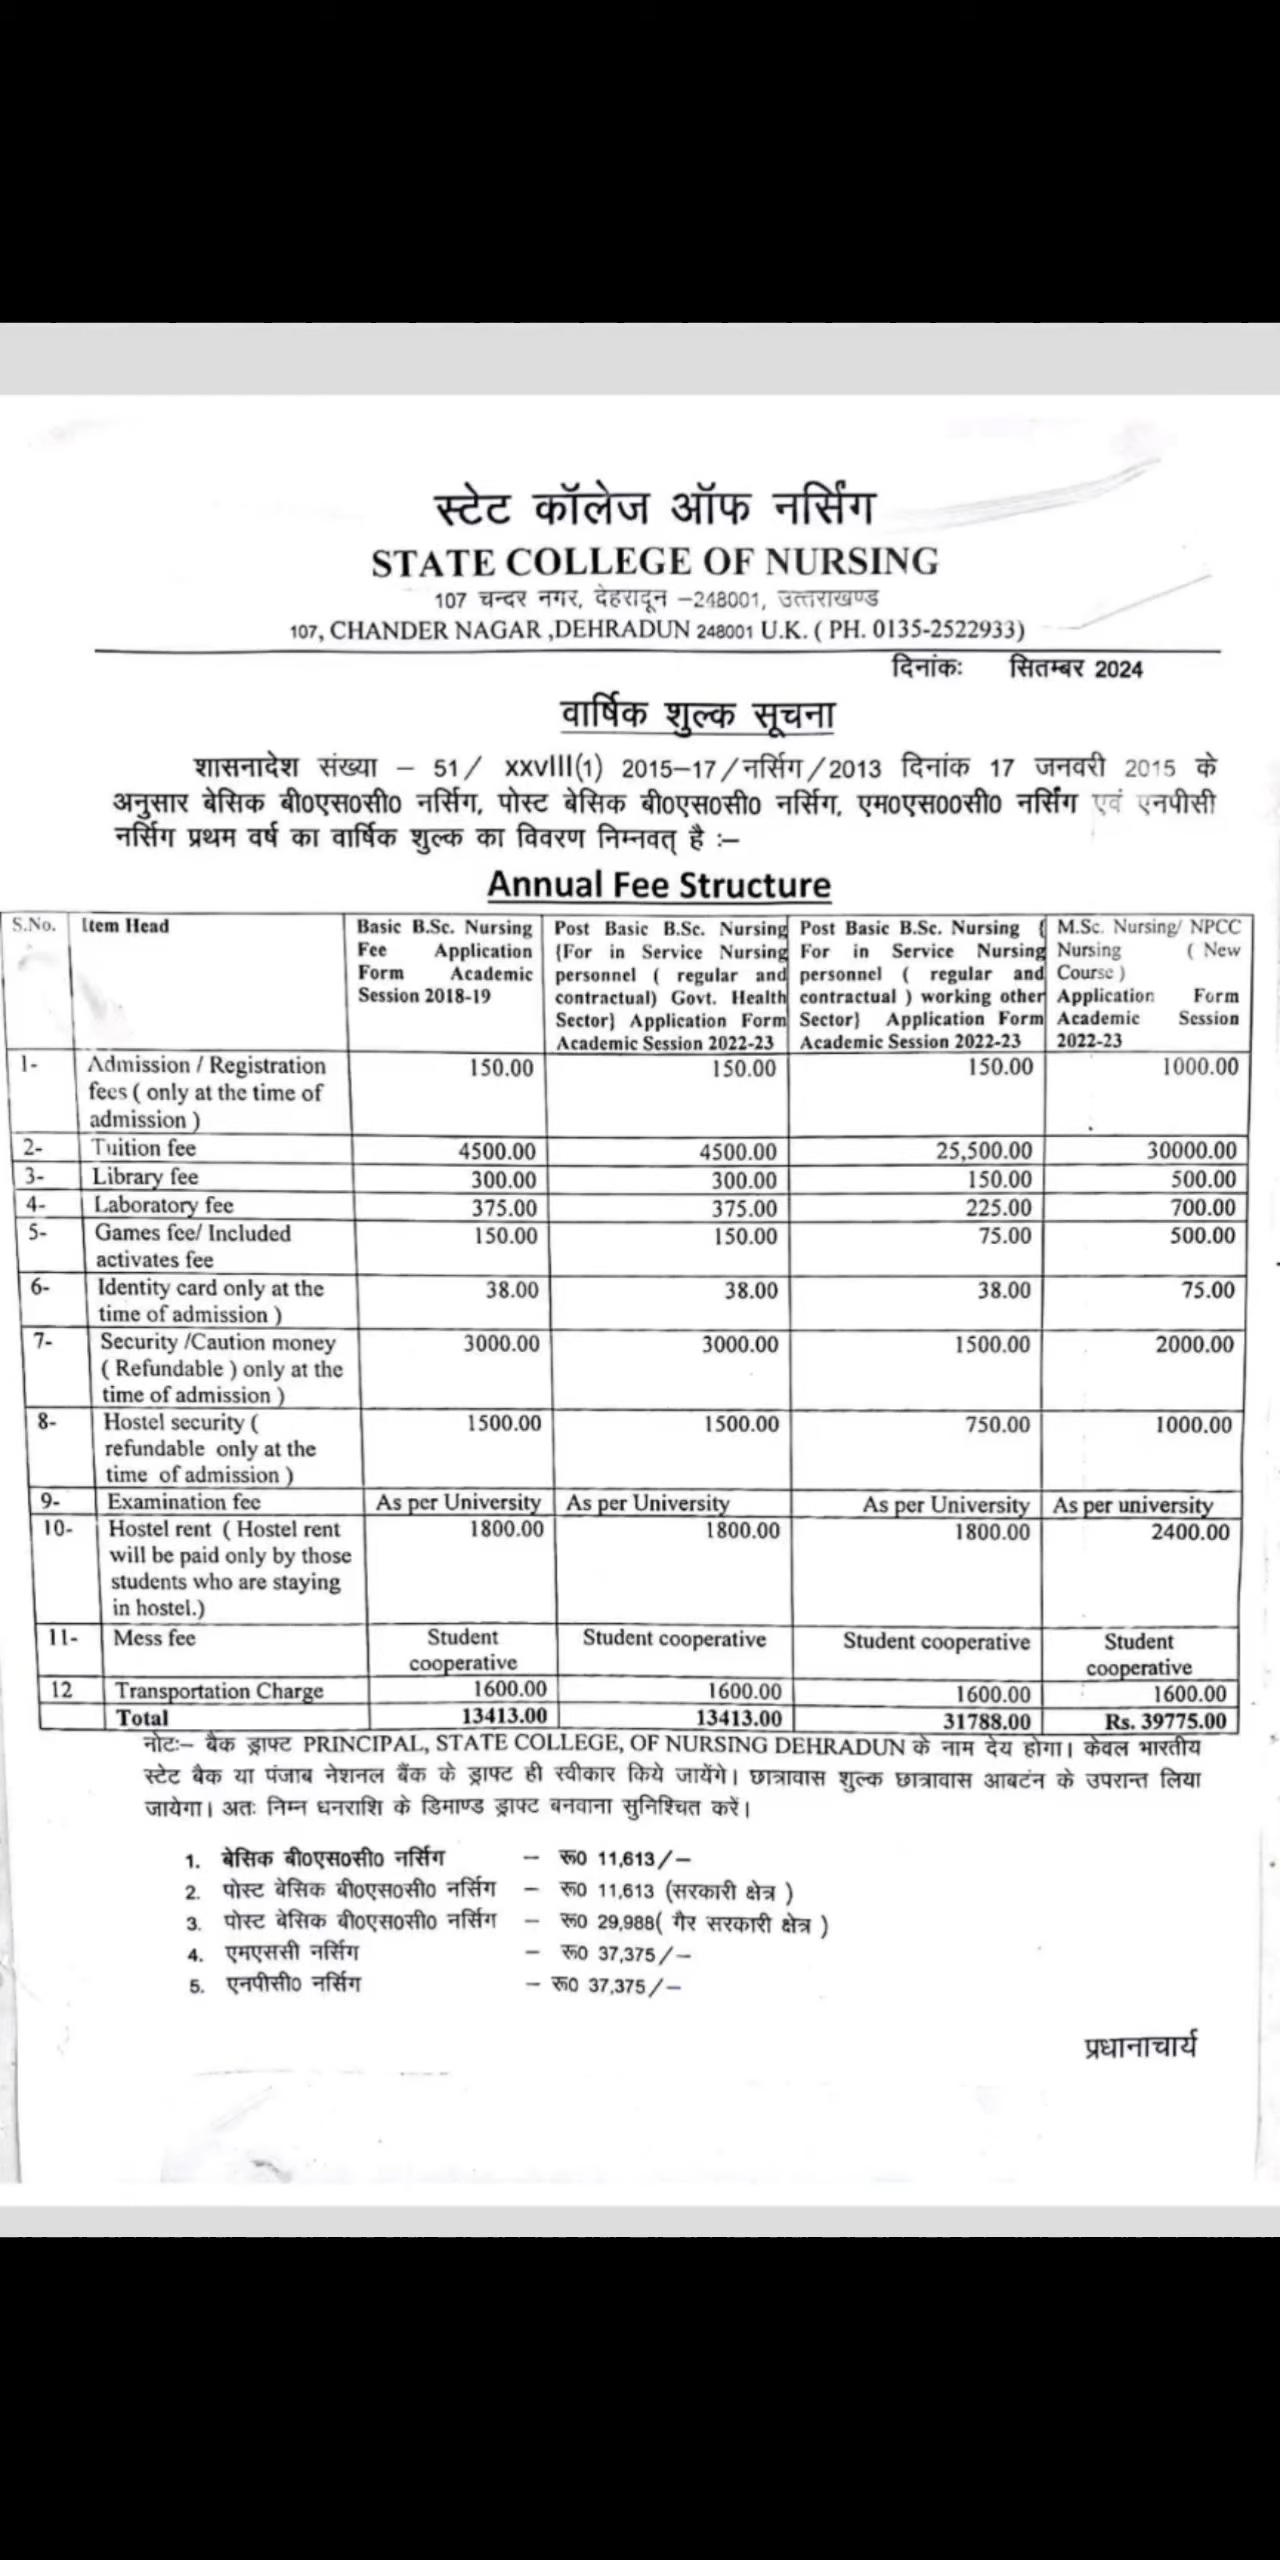 स्टेट कॉलेज ऑफ नर्सिंग
STATE COLLEGE OF NURSING
107 चन्दर नगर, देहरादून –248001, उत्तराखण्ड
107, CHANDER NAGAR ,DEHRADUN 248001 U.K. ( PH. 0135-2522933)
दिनांकः सितम्बर 2024
वार्षिक शुल्क सूचना
शासनादेश संख्या – 51/ xxvIII(1) 2015–17/नर्सिंग/2013 दिनांक 17 जनवरी 2015 के
अनुसार बेसिक बी0एस0सी0 नर्सिंग, पोस्ट बेसिक बी0एस0सी0 नर्सिंग, एम0एस00सी0 नर्सिंग एवं एनपीसी
नर्सिंग प्रथम वर्ष का वार्षिक शुल्क का विवरण निम्नवत् है :–
Annual Fee Structure
S.No. Item Head Basic B.Sc. Nursing Post Basic B.Sc. Nursing Post Basic B.Sc. Nursing { M.Sc. Nursing/ NPCC
Fee Application {For in Service Nursing For in Service Nursing Nursing ( New
Form Academic personnel ( regular and personnel ( regular and Course )
Session 2018-19 contractual) Govt. Health contractual ) working other Application Form
Sector} Application Form Sector} Application Form Academic Session
Academic Session 2022-23 Academic Session 2022-23 2022-23
1- Admission / Registration 150.00 150.00 150.00 1000.00
fees ( only at the time of
admission )
2- Tuition fee 4500.00 4500.00 25,500.00 30000.00
3- Library fee 300.00 300.00 150.00 500.00
4- Laboratory fee 375.00 375.00 225.00 700.00
5- Games fee/ Included 150.00 150.00 75.00 500.00
activates fee
6- Identity card only at the 38.00 38.00 38.00 75.00
time of admission )
7- Security /Caution money 3000.00 3000.00 1500.00 2000.00
( Refundable ) only at the
time of admission )
8- Hostel security ( 1500.00 1500.00 750.00 1000.00
refundable only at the
time of admission )
9- Examination fee As per University As per University As per University As per university
10- Hostel rent ( Hostel rent 1800.00 1800.00 1800.00 2400.00
will be paid only by those
students who are staying
in hostel.)
11- Mess fee Student Student cooperative Student cooperative Student
cooperative cooperative
12 Transportation Charge 1600.00 1600.00 1600.00 1600.00
Total 13413.00 13413.00 31788.00 Rs. 39775.00
नोटः– बैक ड्राफ्ट PRINCIPAL, STATE COLLEGE, OF NURSING DEHRADUN के नाम देय होगा। केवल भारतीय
स्टेट बैक या पंजाब नेशनल बैंक के ड्राफ्ट ही स्वीकार किये जायेंगे। छात्रावास शुल्क छात्रावास आबटंन के उपरान्त लिया
जायेगा। अतः निम्न धनराशि के डिमाण्ड ड्राफ्ट बनवाना सुनिश्चित करें।
1. बेसिक बी0एस0सी0 नर्सिग – रू0 11,613/–
2. पोस्ट बेसिक बी0एस0सी0 नर्सिग – रू0 11,613 (सरकारी क्षेत्र )
3. पोस्ट बेसिक बी0एस0सी0 नर्सिग – रू0 29,988( गैर सरकारी क्षेत्र )
4. एमएससी नर्सिग – रू0 37,375/–
5. एनपीसी0 नर्सिग – रू0 37,375/–
प्रधानाचार्य